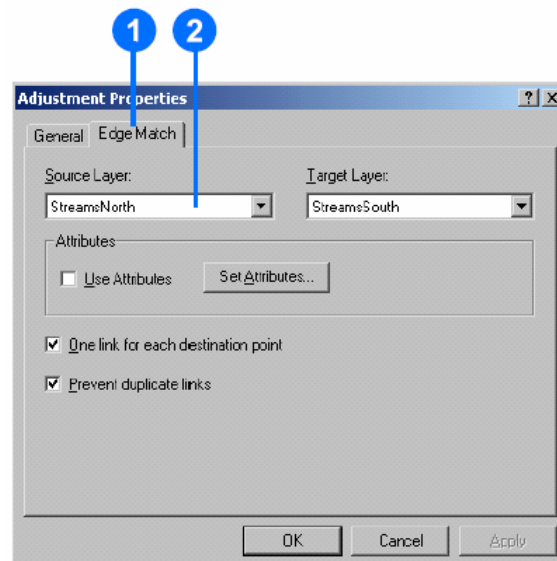 1 2
Adjustment Properties ? X
General Edge Match
Source Layer: Target Layer:
StreamsNorth StreamsSouth
Attributes
Use Attributes Set Attributes...
One link for each destination point
Prevent duplicate links
OK Cancel Apply